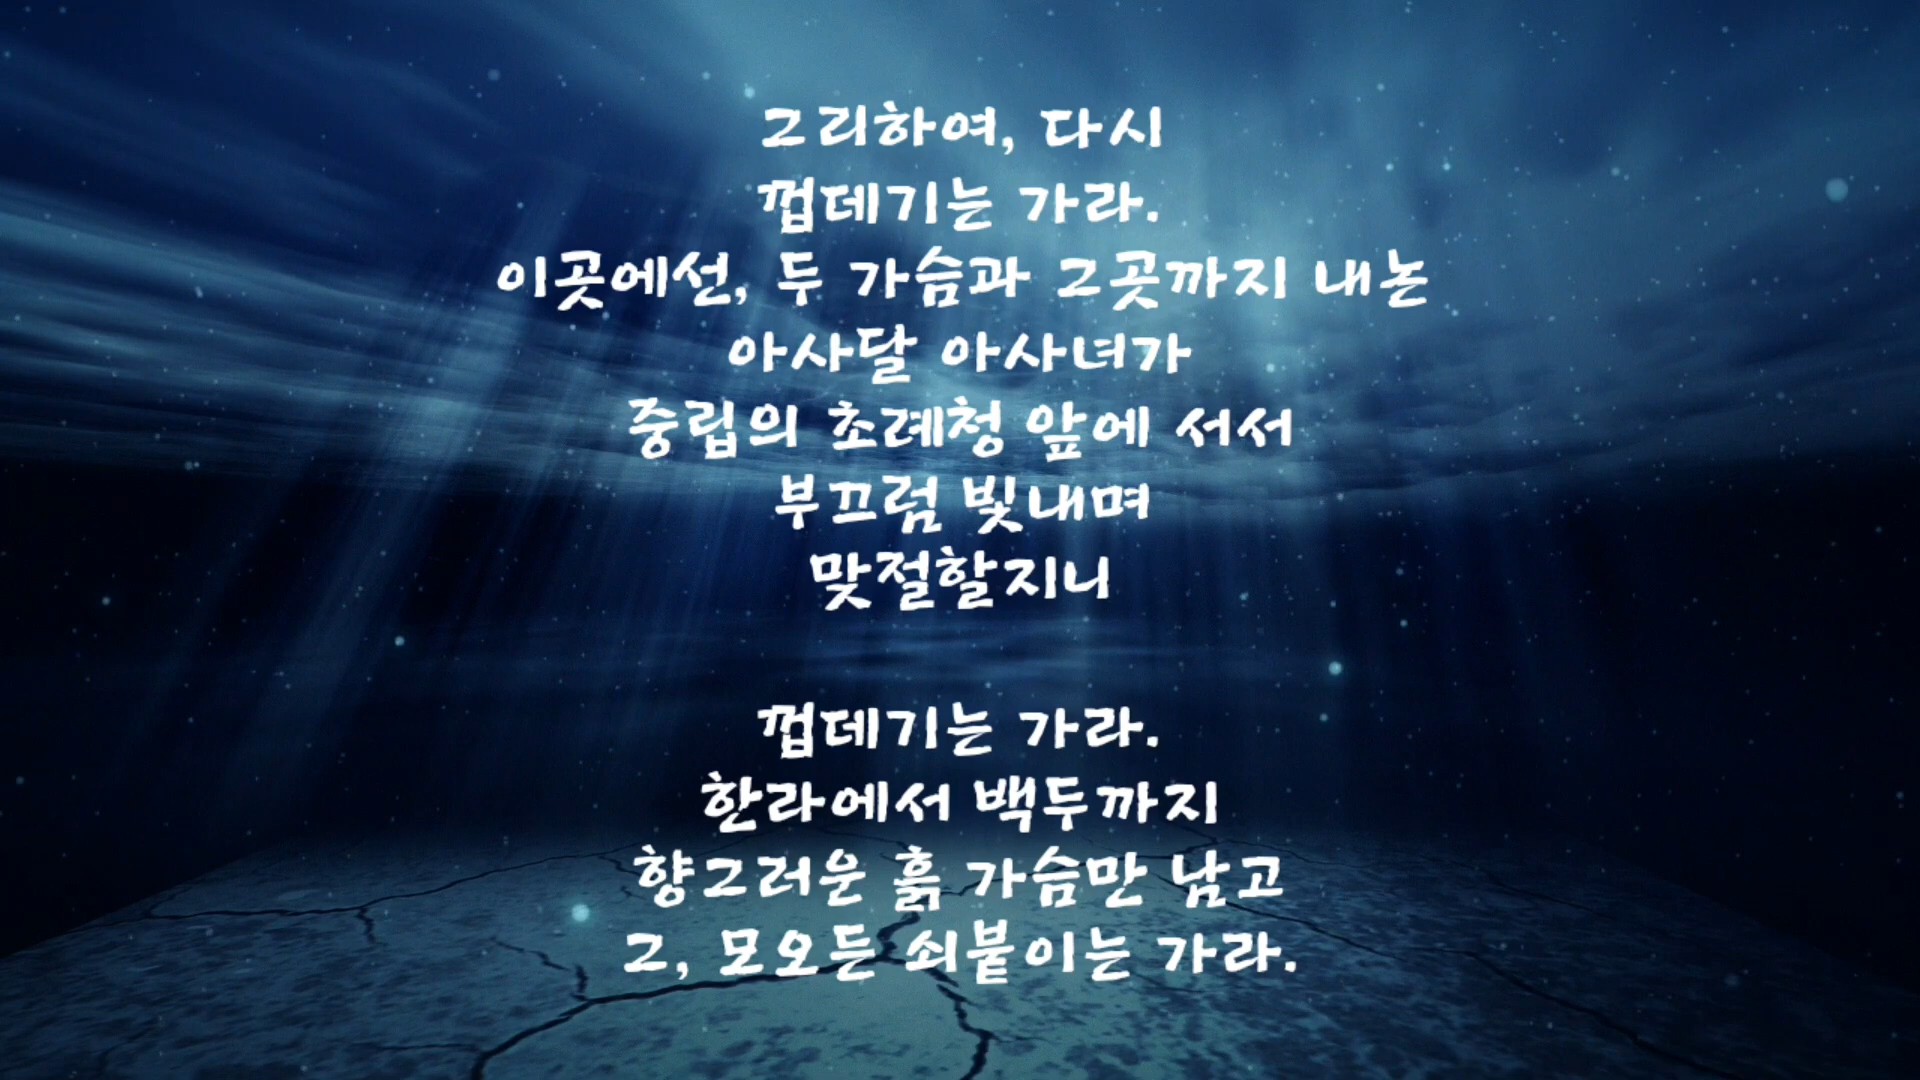 그리하여, 다시
껍데기는 가라.
이곳에선, 두 가슴과 그곳까지 내논
아사달 아사녀가
중립의 초례청 앞에 서서
부끄럼 빛내며
맞절할지니
껍데기는 가라.
한라에서 백두까지
향그러운 흙 가슴만 남고
그, 모오든 쇠붙이는 가라.